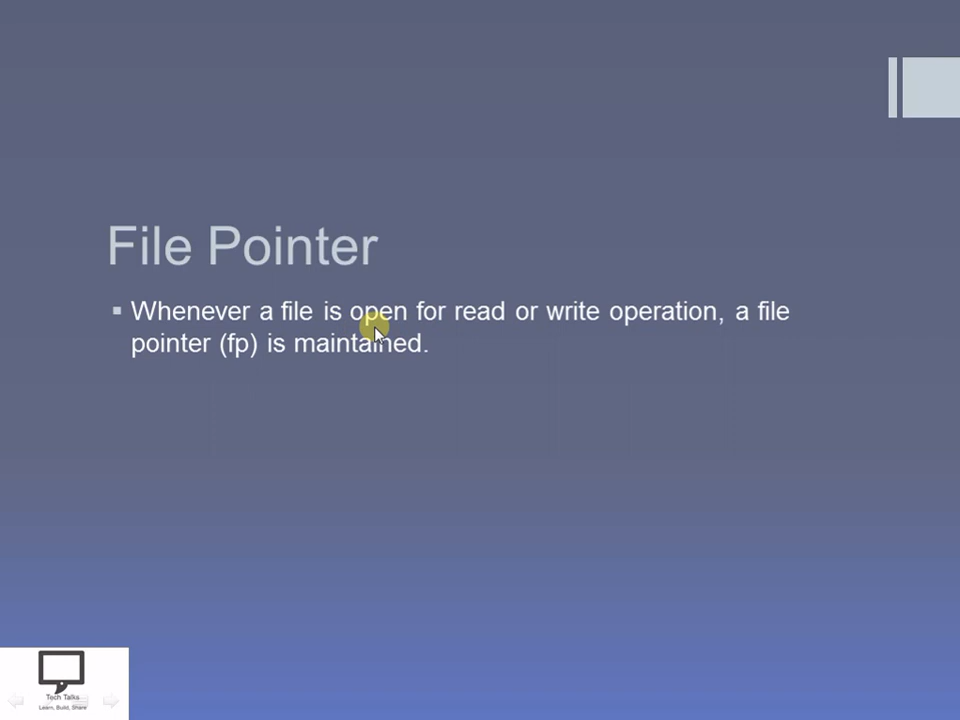 File Pointer
Whenever a file is open for read or write operation, a file
pointer (fp) is maintained.
Tech Talks
Learn, Build, Share